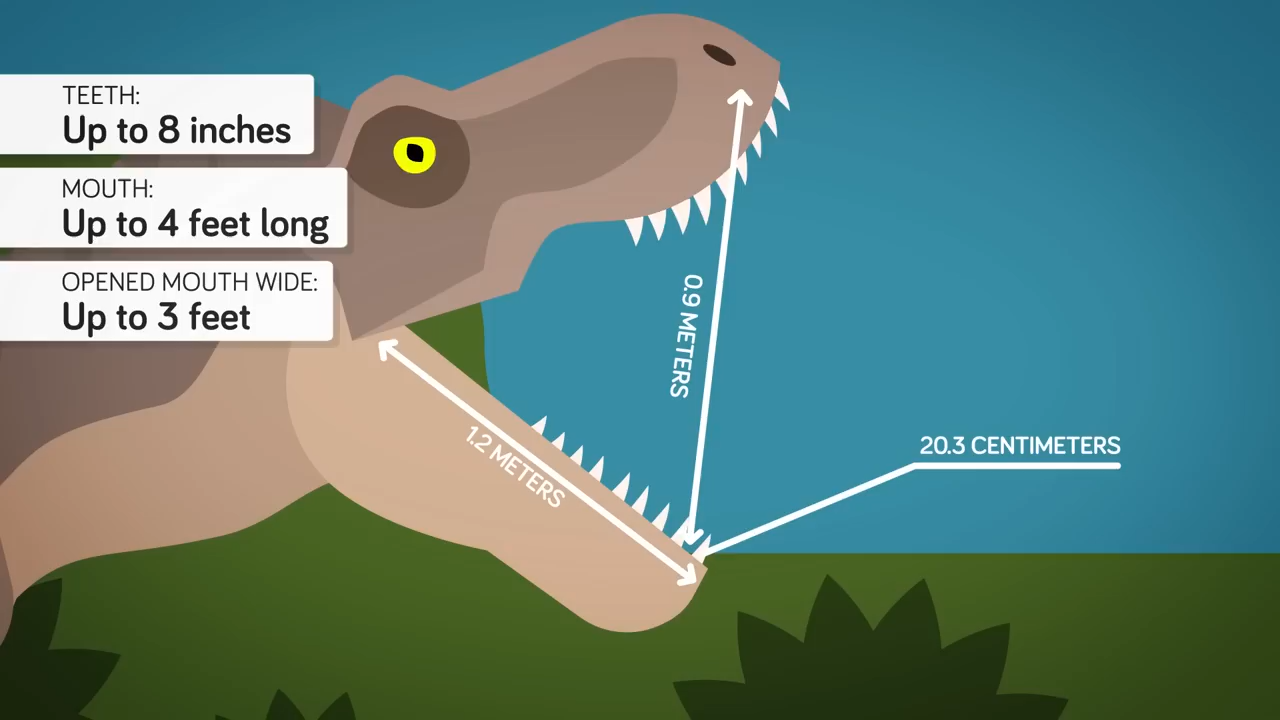 TEETH:
Up to 8 inches
MOUTH:
Up to 4 feet long
OPENED MOUTH WIDE:
Up to 3 feet
0.9 METERS
1.2 METERS
20.3 CENTIMETERS